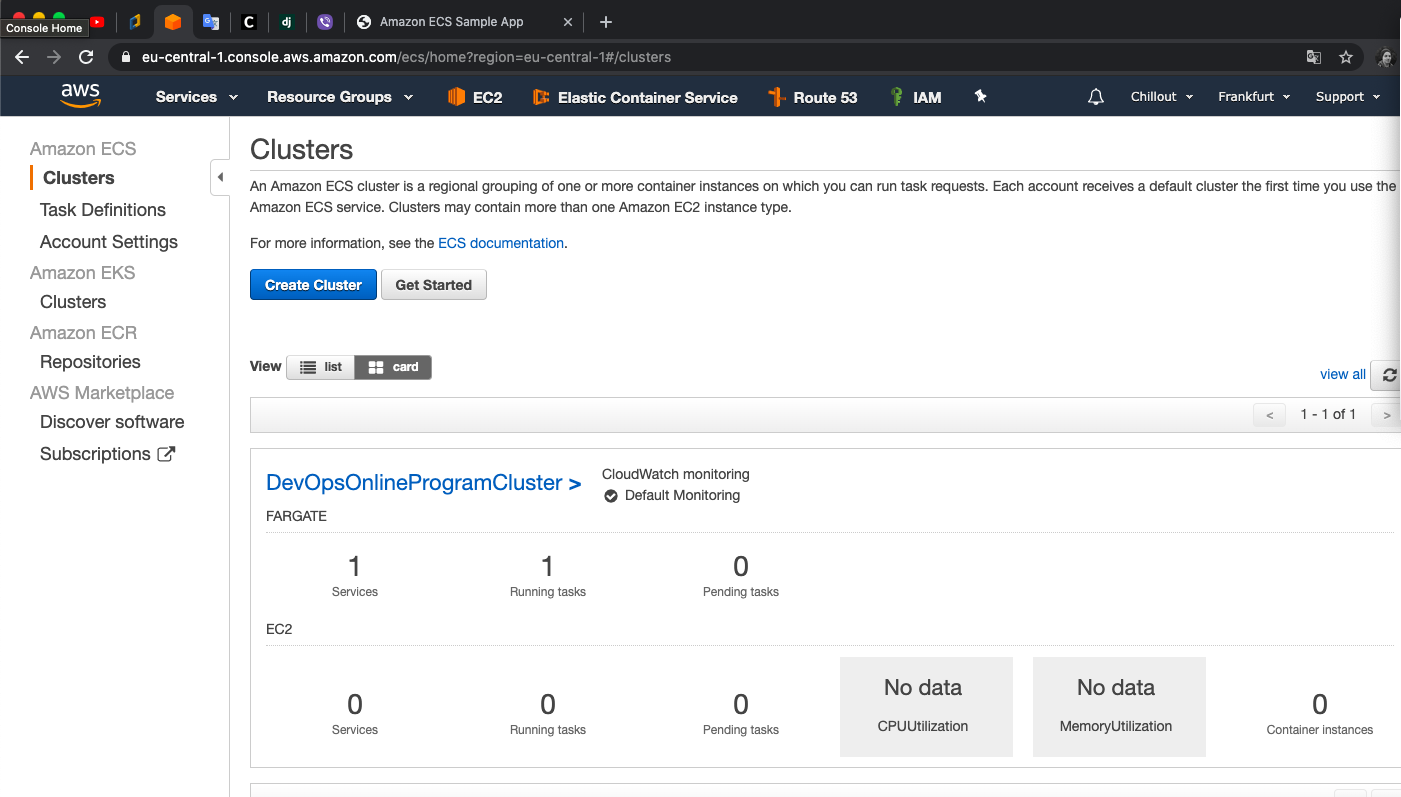 Console Home
C
dj
Amazon ECS Sample App
eu-central-1.console.aws.amazon.com/ecs/home?region=eu-central-1#/clusters
aws
Services
Resource Groups
EC2
Elastic Container Service
Route 53
IAM
Chillout
Frankfurt
Support
Amazon ECS
Clusters
Task Definitions
Account Settings
Amazon EKS
Clusters
Amazon ECR
Repositories
AWS Marketplace
Discover software
Subscriptions
Clusters
An Amazon ECS cluster is a regional grouping of one or more container instances on which you can run task requests. Each account receives a default cluster the first time you use the
Amazon ECS service. Clusters may contain more than one Amazon EC2 instance type.
For more information, see the ECS documentation.
Create Cluster
Get Started
View
list
card
view all
< 1 - 1 of 1 >
DevOpsOnlineProgramCluster >
CloudWatch monitoring
Default Monitoring
FARGATE
1
Services
1
Running tasks
0
Pending tasks
EC2
0
Services
0
Running tasks
0
Pending tasks
No data
CPUUtilization
No data
MemoryUtilization
0
Container instances